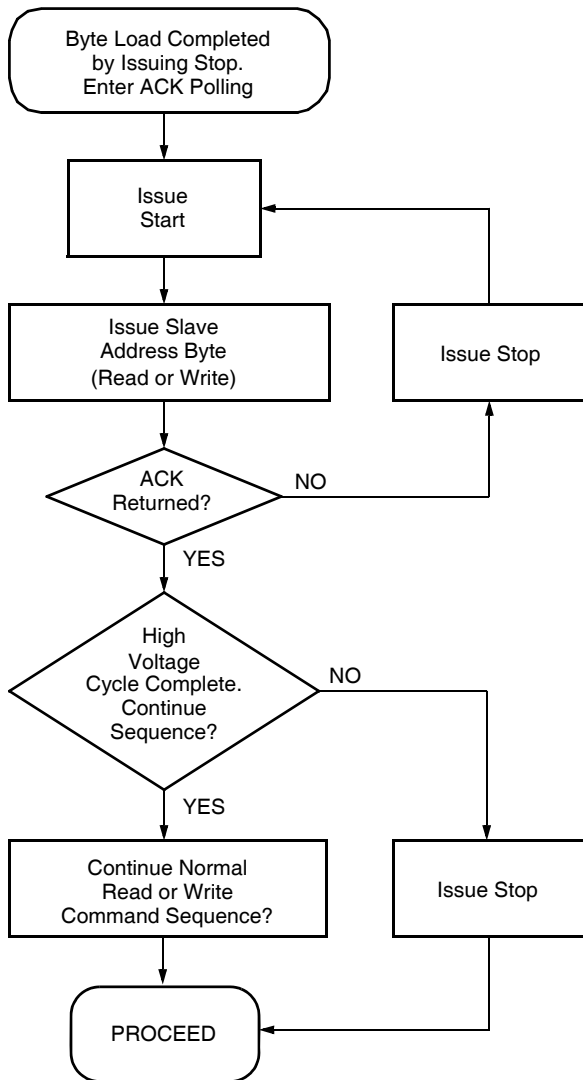 Byte Load Completed
by Issuing Stop.
Enter ACK Polling
Issue
Start
Issue Slave
Address Byte
(Read or Write)
Issue Stop
ACK
Returned?
NO
YES
High
Voltage
Cycle Complete.
Continue
Sequence?
NO
YES
Continue Normal
Read or Write
Command Sequence?
Issue Stop
PROCEED